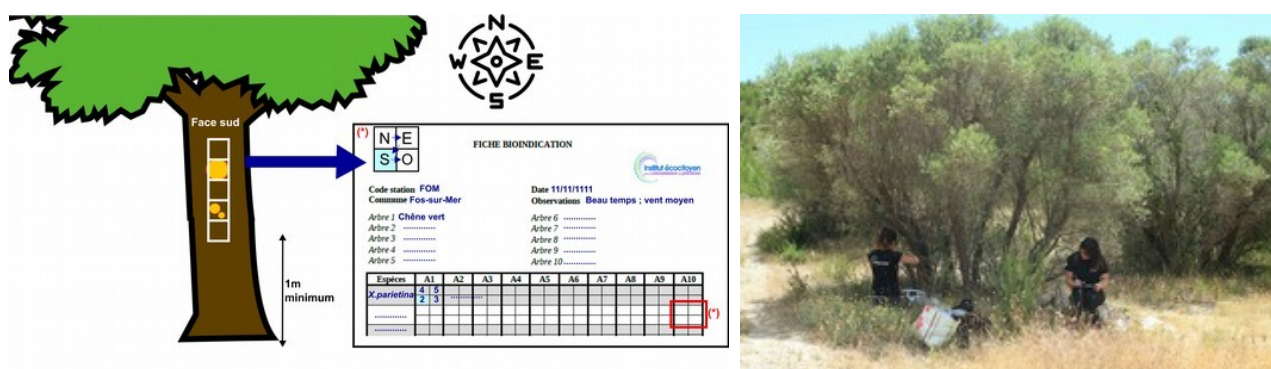 N
W E
S
Face sud
1m
minimum
(*)
N E
S O
FICHE BIOINDICATION
institut écocitoyen
Code station FOM
Commune Fos-sur-Mer
Date 11/11/1111
Observations Beau temps ; vent moyen
Arbre 1 Chêne vert
Arbre 2 .............
Arbre 3 .............
Arbre 4 .............
Arbre 5 .............
Arbre 6 .............
Arbre 7 .............
Arbre 8 .............
Arbre 9 .............
Arbre 10 .............
Espèces A1 A2 A3 A4 A5 A6 A7 A8 A9 A10
X.parietina 4 5 .............
2 3
.............
(*)
.............